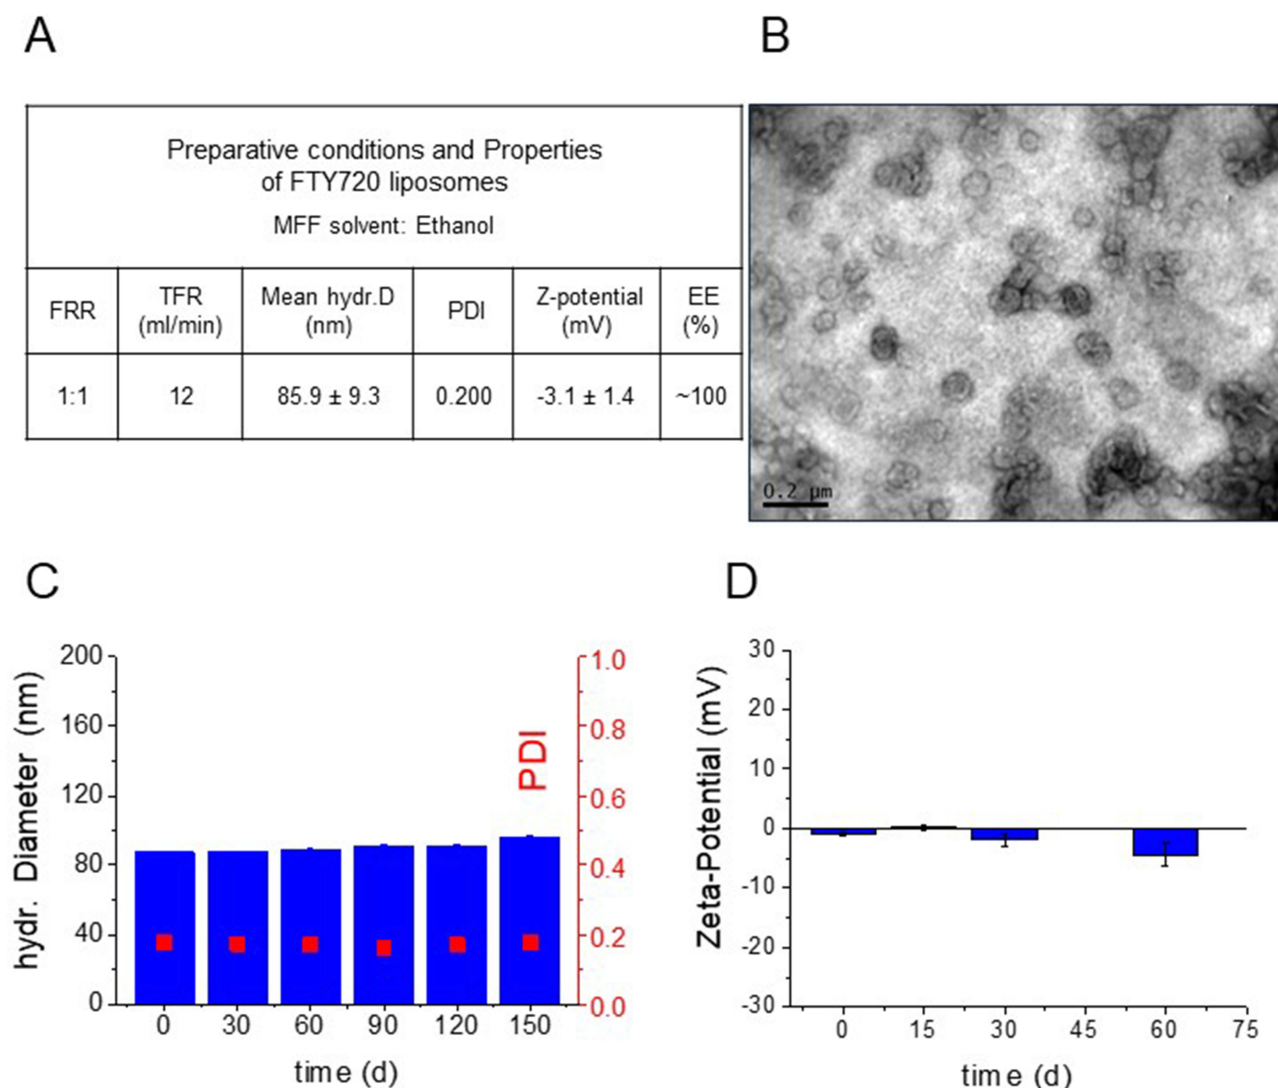 A
B
Preparative conditions and Properties
of FTY720 liposomes
MFF solvent: Ethanol
FRR
TFR
(ml/min)
Mean hydr.D
(nm)
PDI
Z-potential
(mV)
EE
(%)
1:1
12
85.9 ± 9.3
0.200
-3.1 ± 1.4
~100
0.2 µm
C
hydr. Diameter (nm)
200
160
120
80
40
0
PDI
1.0
0.8
0.6
0.4
0.2
0.0
0 30 60 90 120 150
time (d)
D
Zeta-Potential (mV)
30
20
10
0
-10
-20
-30
0 15 30 45 60 75
time (d)